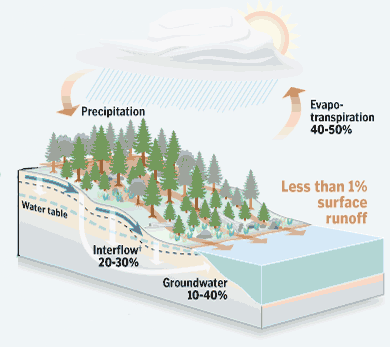 Precipitation
Evapo-
transpiration
40-50%
Less than 1%
surface
runoff
Water table
Interflow†
20-30%
Groundwater
10-40%